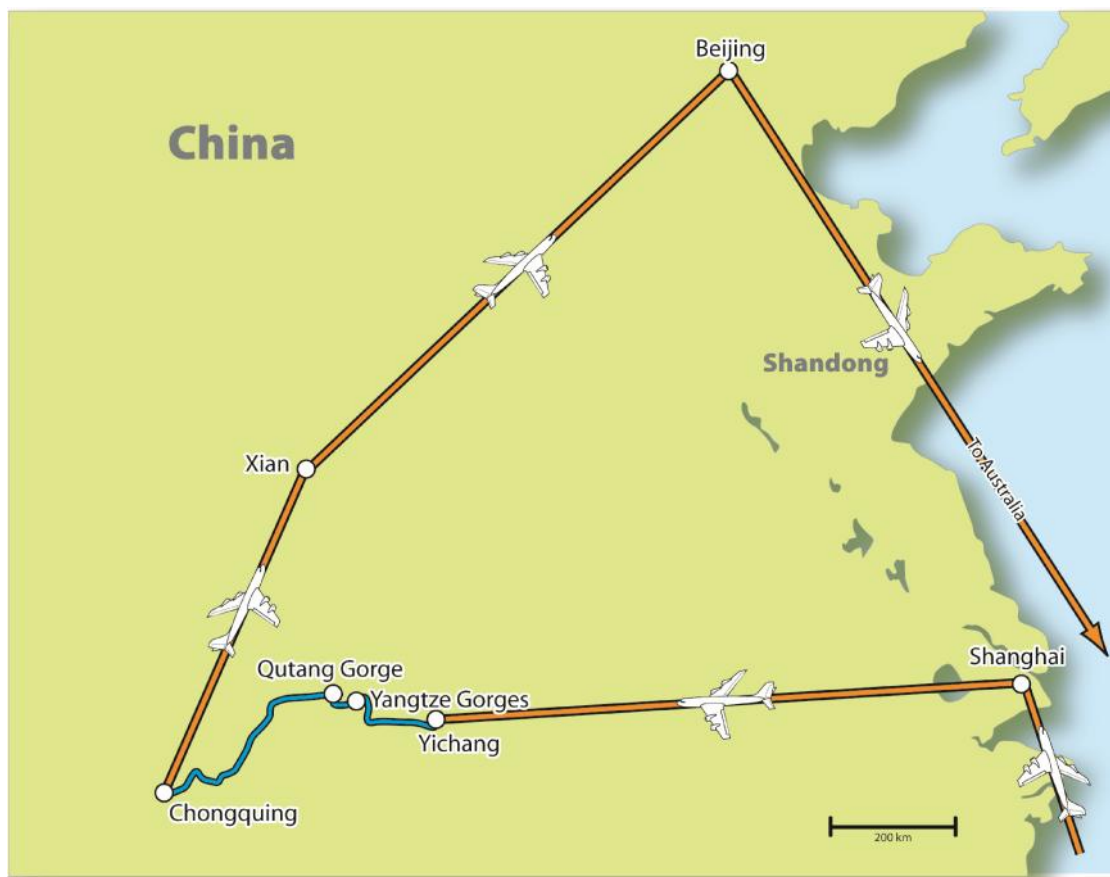 Beijing
China
Shandong
Xian
To Australia
Qutang Gorge
Shanghai
Yangtze Gorges
Yichang
Chongquing
200 km